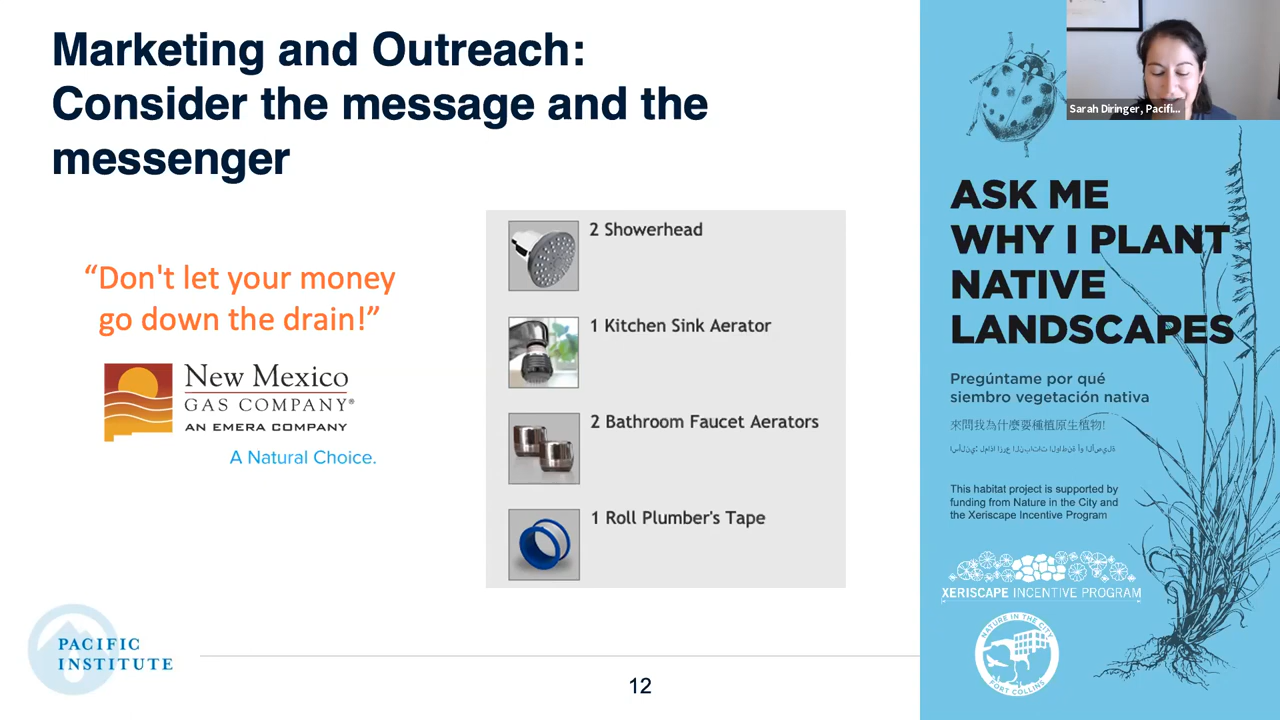 Marketing and Outreach:
Consider the message and the
messenger
“Don't let your money
go down the drain!”
New Mexico
GAS COMPANY®
AN EMERA COMPANY
A Natural Choice.
2 Showerhead
1 Kitchen Sink Aerator
2 Bathroom Faucet Aerators
1 Roll Plumber's Tape
PACIFIC
INSTITUTE
12
Sarah Diringer, Pacifi...
ASK ME
WHY I PLANT
NATIVE
LANDSCAPES
Pregúntame por qué
siembro vegetación nativa
來問我為什麼要種植原生植物!
This habitat project is supported by
funding from Nature in the City and
the Xeriscape Incentive Program
XERISCAPE INCENTIVE PROGRAM
NATURE IN THE CITY
FORT COLLINS